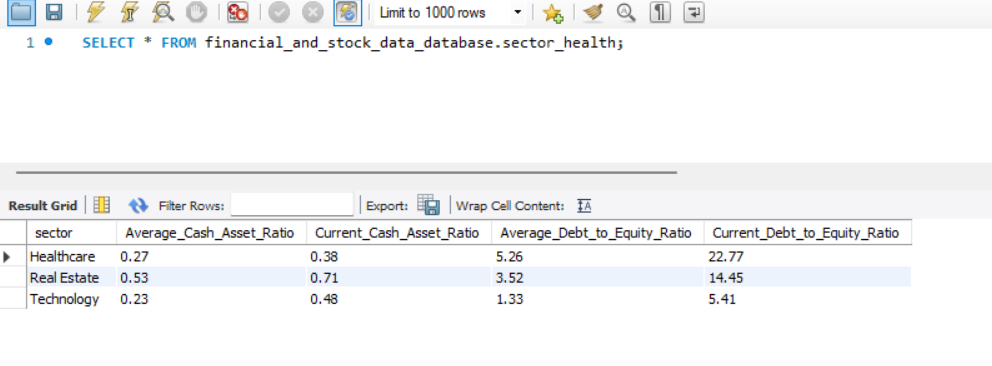 Limit to 1000 rows
1 SELECT * FROM financial_and_stock_data_database.sector_health;
Result Grid Filter Rows: Export: Wrap Cell Content:
sector Average_Cash_Asset_Ratio Current_Cash_Asset_Ratio Average_Debt_to_Equity_Ratio Current_Debt_to_Equity_Ratio
Healthcare 0.27 0.38 5.26 22.77
Real Estate 0.53 0.71 3.52 14.45
Technology 0.23 0.48 1.33 5.41